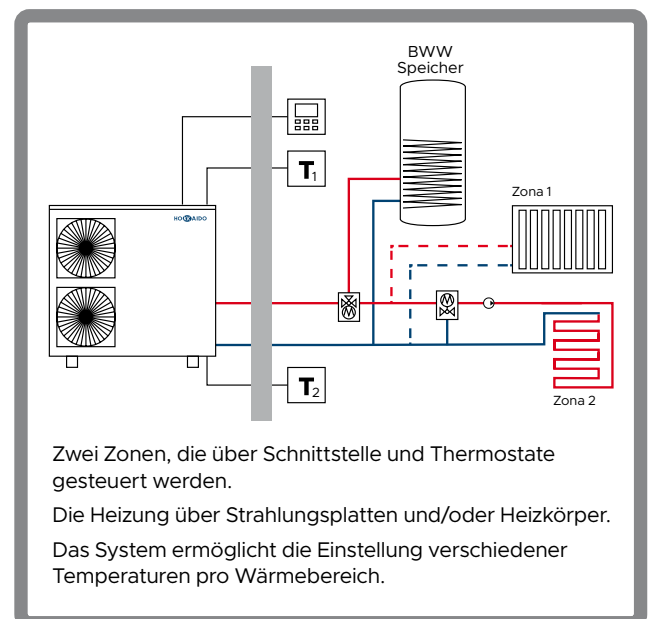 BWW
Speicher
T1
Zona 1
HOKKAIDO
T2
Zona 2
Zwei Zonen, die über Schnittstelle und Thermostate
gesteuert werden.
Die Heizung über Strahlungsplatten und/oder Heizkörper.
Das System ermöglicht die Einstellung verschiedener
Temperaturen pro Wärmebereich.